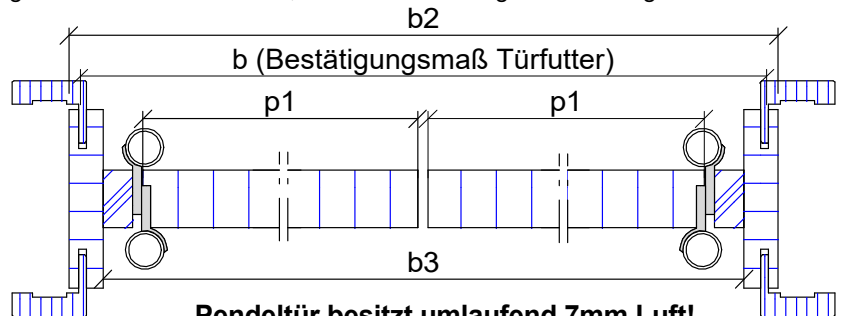 b2
b (Bestätigungsmaß Türfutter)
p1 p1
b3
Pendeltür besitzt umlaufend 7mm Luft!